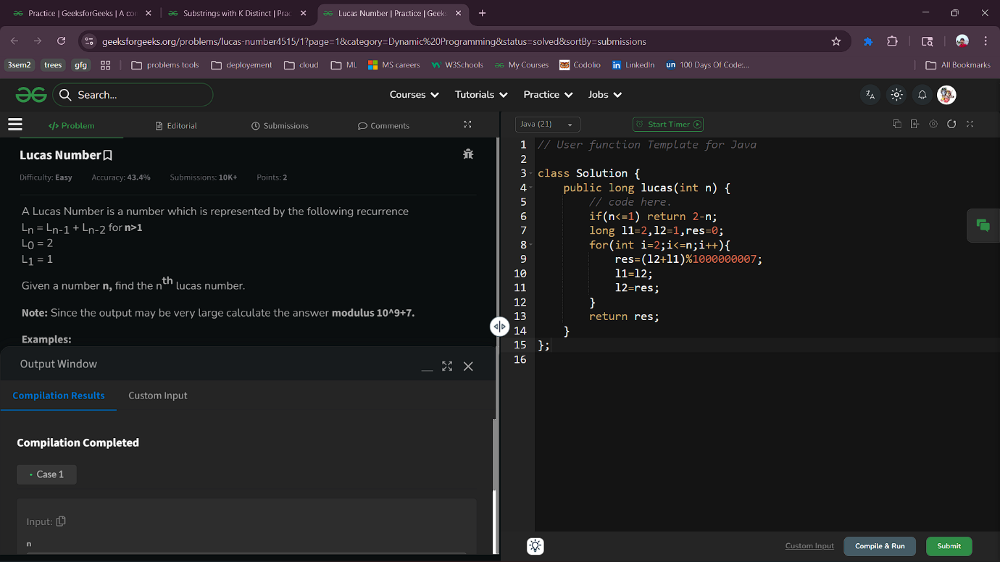 Practice | GeeksforGeeks | A co
Substrings with K Distinct | Prac
Lucas Number | Practice | Geek
geeksforgeeks.org/problems/lucas-number4515/1?page=1&category=Dynamic%20Programming&status=solved&sortBy=submissions
3sem2 trees gfg problems tools deployement cloud ML MS careers W3Schools My Courses Codolio LinkedIn 100 Days Of Code:... All Bookmarks
Search... Courses Tutorials Practice Jobs
</> Problem Editorial Submissions Comments
Java (21) Start Timer
Lucas Number
Difficulty: Easy Accuracy: 43.4% Submissions: 10K+ Points: 2
A Lucas Number is a number which is represented by the following recurrence
Ln = Ln-1 + Ln-2 for n>1
L0 = 2
L1 = 1
Given a number n, find the nth lucas number.
Note: Since the output may be very large calculate the answer modulus 10^9+7.
Examples:
Output Window
Compilation Results Custom Input
Compilation Completed
Case 1
Input:
n
1 // User function Template for Java
2
3 class Solution {
4 public long lucas(int n) {
5 // code here.
6 if(n<=1) return 2-n;
7 long l1=2,l2=1,res=0;
8 for(int i=2;i<=n;i++){
9 res=(l2+l1)%1000000007;
10 l1=l2;
11 l2=res;
12 }
13 return res;
14 }
15 };
16
Custom Input Compile & Run Submit